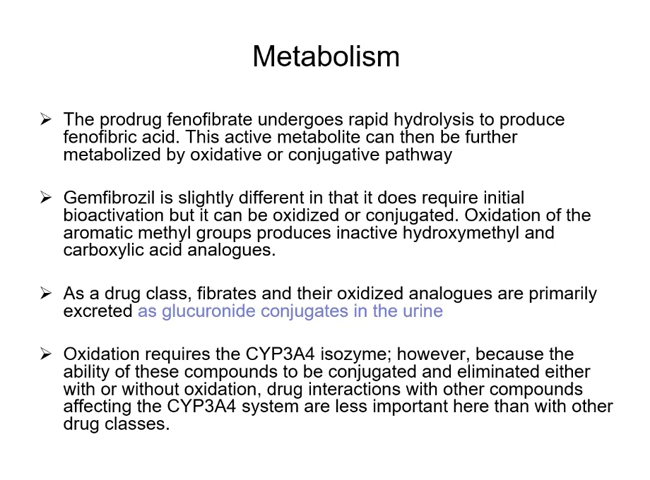 Metabolism
The prodrug fenofibrate undergoes rapid hydrolysis to produce
fenofibric acid. This active metabolite can then be further
metabolized by oxidative or conjugative pathway
Gemfibrozil is slightly different in that it does require initial
bioactivation but it can be oxidized or conjugated. Oxidation of the
aromatic methyl groups produces inactive hydroxymethyl and
carboxylic acid analogues.
As a drug class, fibrates and their oxidized analogues are primarily
excreted as glucuronide conjugates in the urine
Oxidation requires the CYP3A4 isozyme; however, because the
ability of these compounds to be conjugated and eliminated either
with or without oxidation, drug interactions with other compounds
affecting the CYP3A4 system are less important here than with other
drug classes.